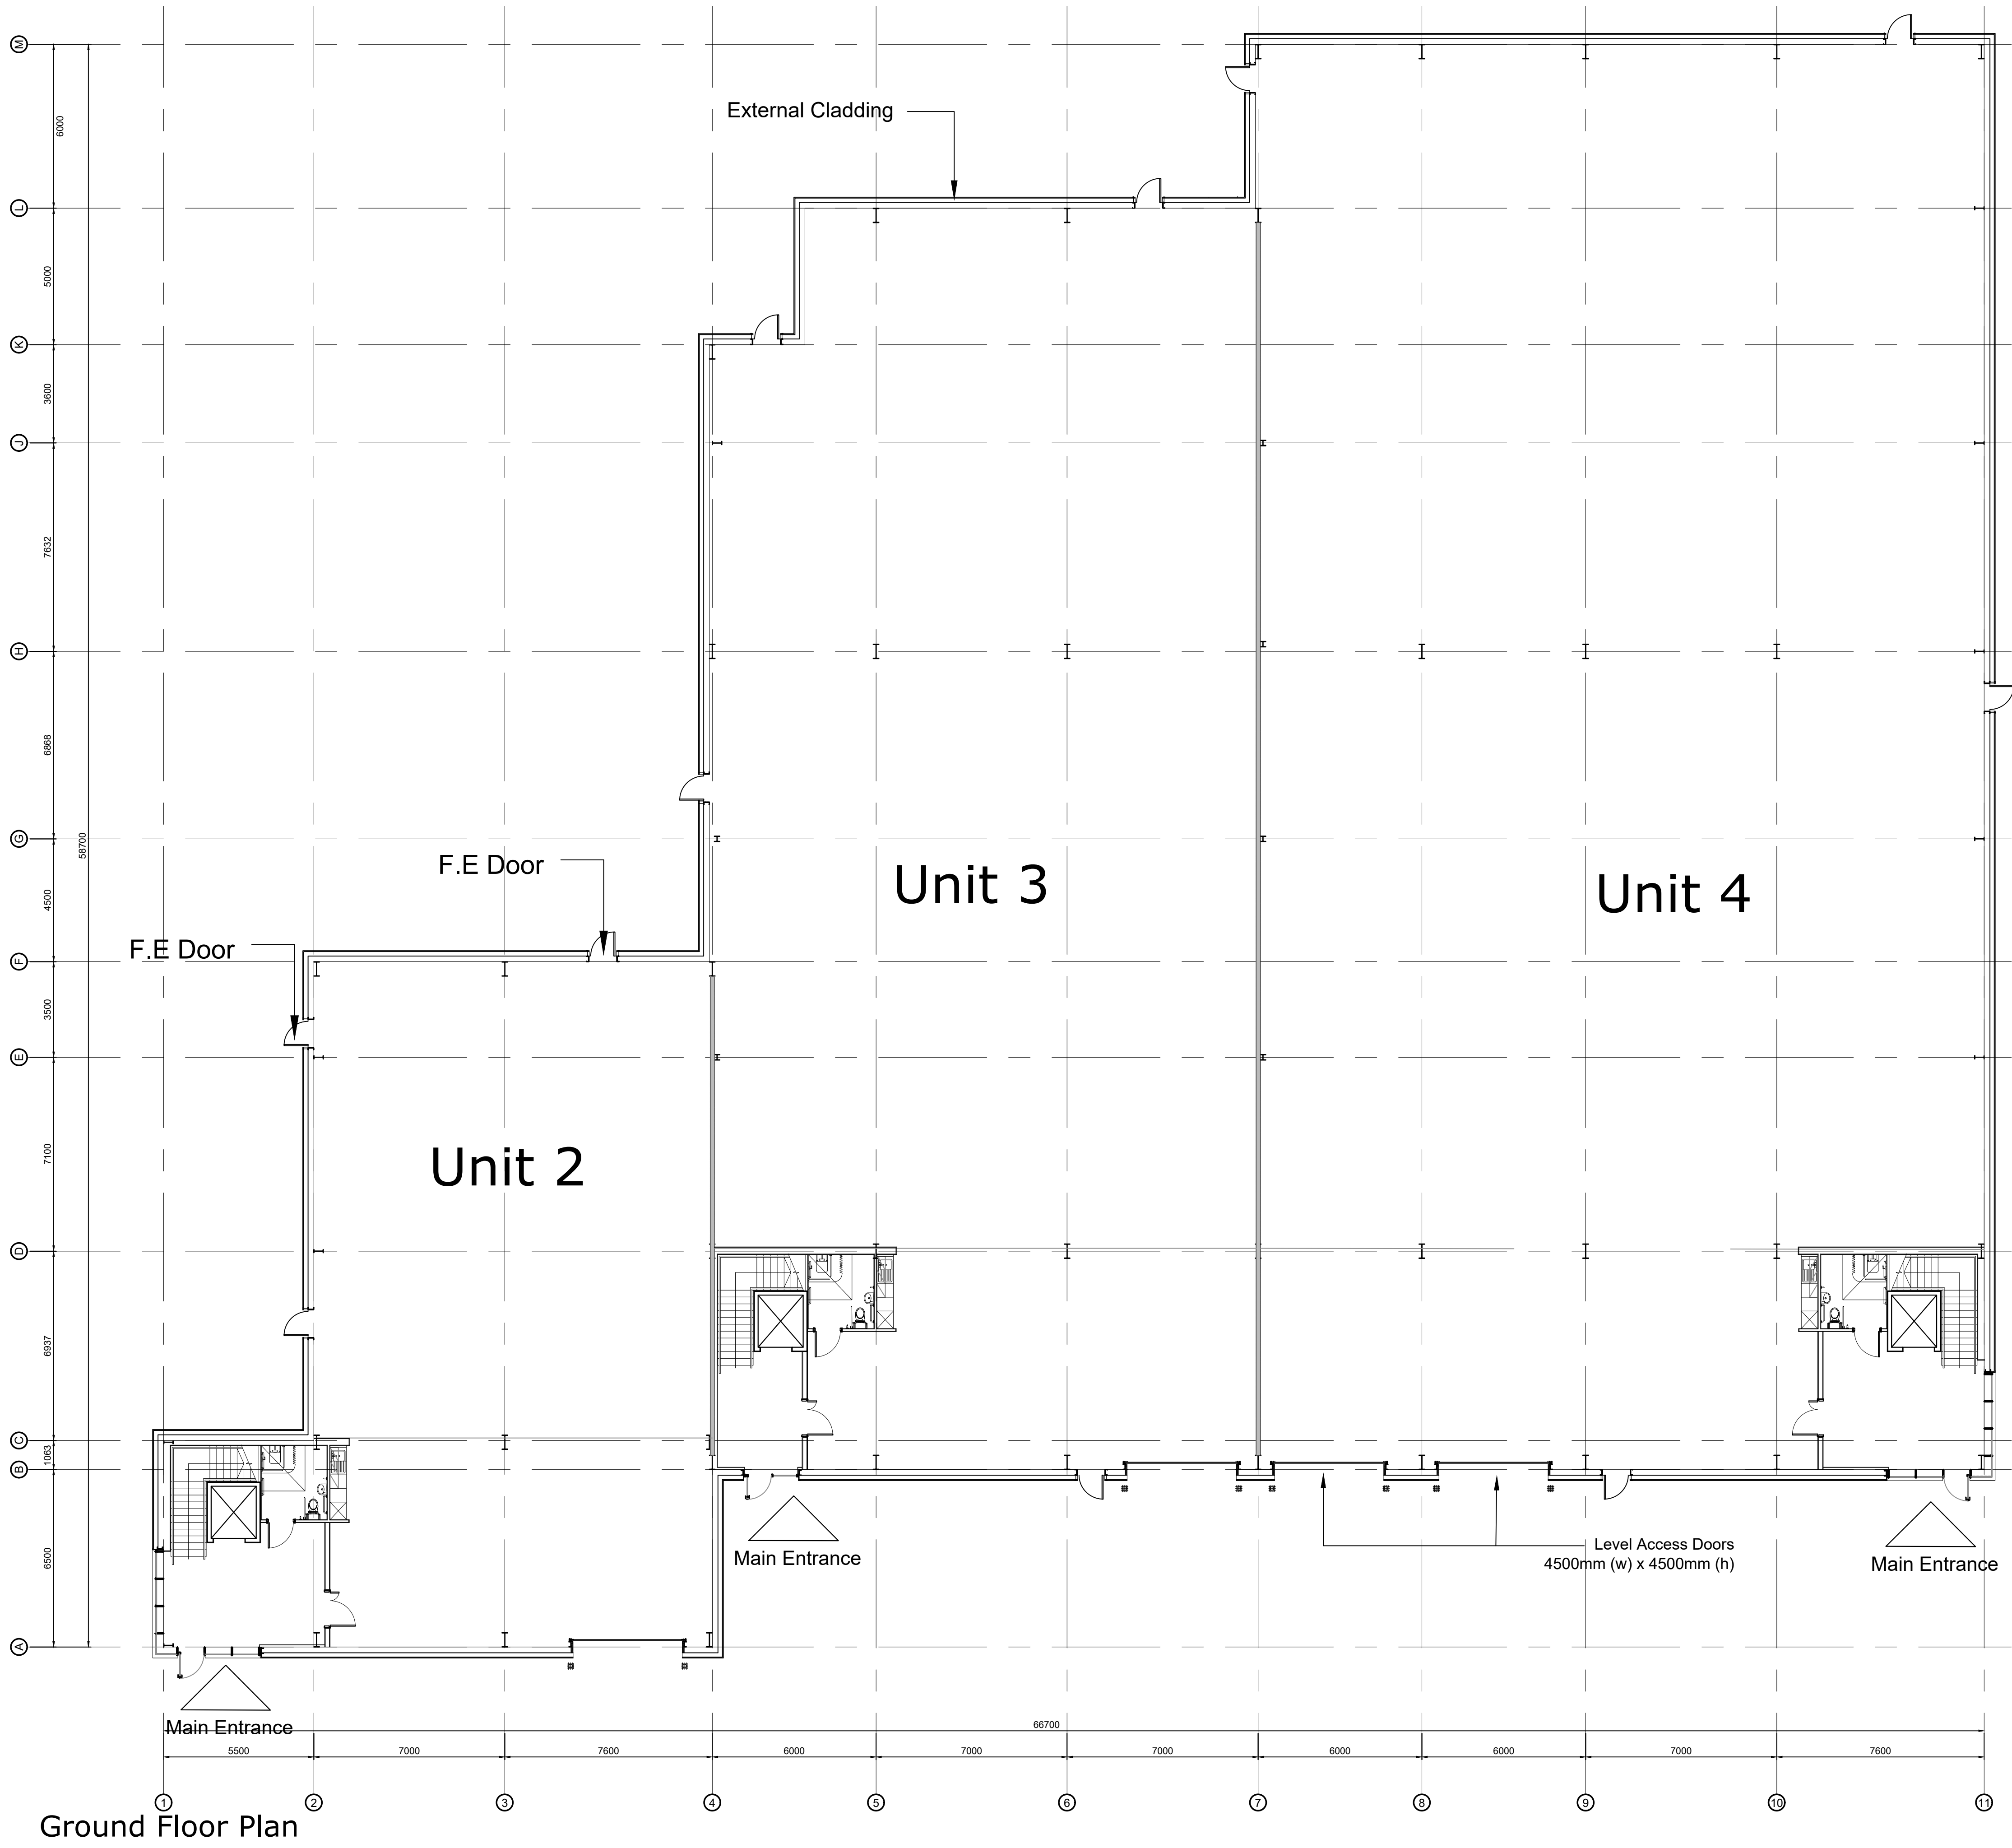 M
6000
External Cladding
L
5000
K
3600
J
7632
H
6868
58700
G
F.E Door
Unit 3
Unit 4
4500
F.E Door
F
3500
E
7100
Unit 2
D
6937
C
1063
B
6500
Main Entrance
Level Access Doors
4500mm (w) x 4500mm (h)
Main Entrance
A
Main Entrance
66700
5500 7000 7600 6000 7000 7000 6000 6000 7000 7600
1 2 3 4 5 6 7 8 9 10 11
Ground Floor Plan